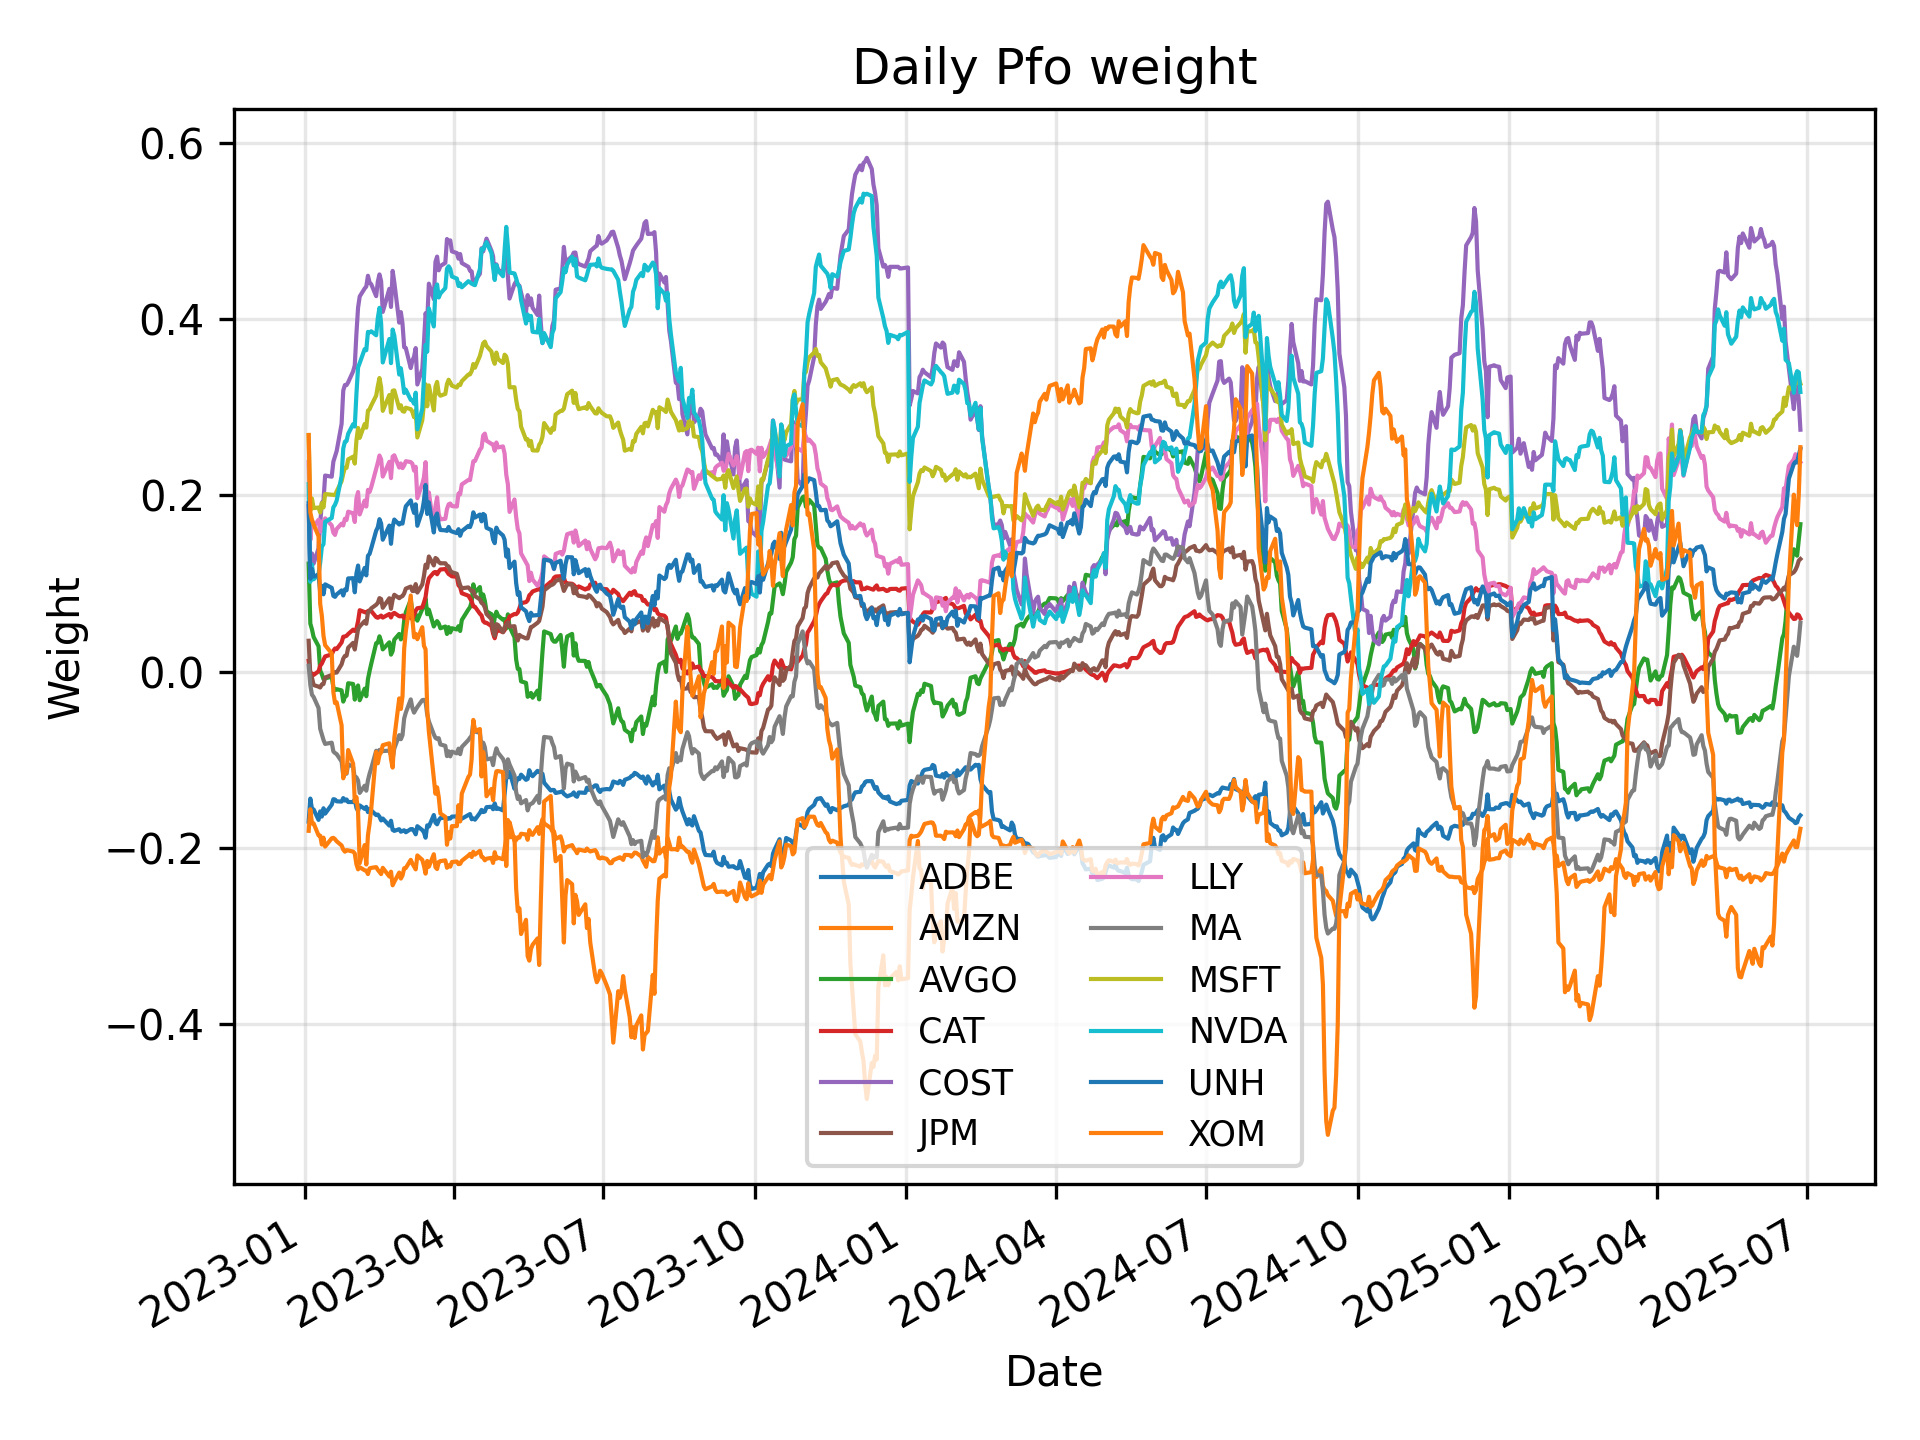 Daily Pfo weight
0.6
0.4
0.2
0.0
−0.2
−0.4
Weight
ADBE
AMZN
AVGO
CAT
COST
JPM
LLY
MA
MSFT
NVDA
UNH
XOM
2023-01
2023-04
2023-07
2023-10
2024-01
2024-04
2024-07
2024-10
2025-01
2025-04
2025-07
Date